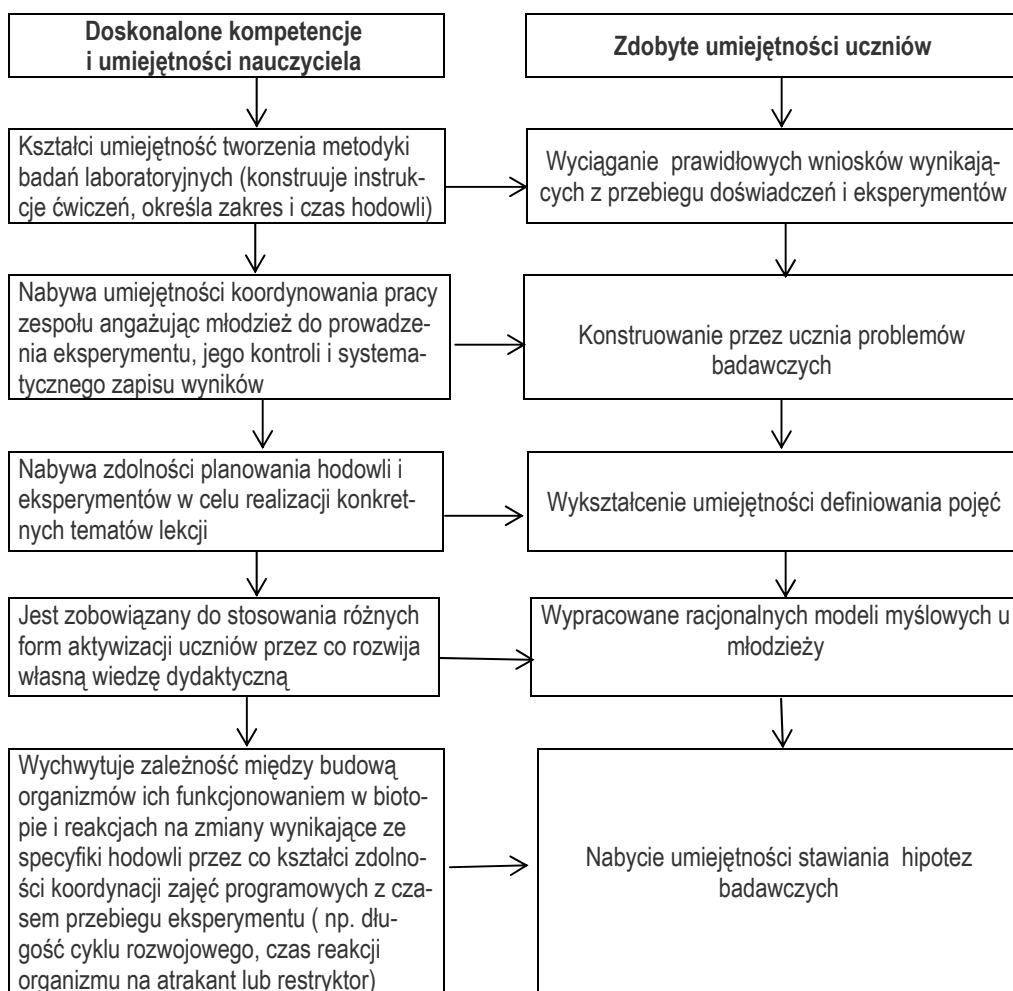 Doskonalone kompetencje
i umiejętności nauczyciela
Zdobyte umiejętności uczniów
Kształci umiejętność tworzenia metodyki
badań laboratoryjnych (konstruuje instruk-
cje ćwiczeń, określa zakres i czas hodowli)
Wyciąganie prawidłowych wniosków wynikają-
cych z przebiegu doświadczeń i eksperymentów
Nabywa umiejętności koordynowania pracy
zespołu angażując młodzież do prowadze-
nia eksperymentu, jego kontroli i systema-
tycznego zapisu wyników
Konstruowanie przez ucznia problemów
badawczych
Nabywa zdolności planowania hodowli i
eksperymentów w celu realizacji konkret-
nych tematów lekcji
Wykształcenie umiejętności definiowania pojęć
Jest zobowiązany do stosowania różnych
form aktywizacji uczniów przez co rozwija
własną wiedzę dydaktyczną
Wypracowane racjonalnych modeli myślowych u
młodzieży
Wychwytuje zależność między budową
organizmów ich funkcjonowaniem w bioto-
pie i reakcjach na zmiany wynikające ze
specyfiki hodowli przez co kształci zdolno-
ści koordynacji zajęć programowych z cza-
sem przebiegu eksperymentu ( np. dłu-
gość cyklu rozwojowego, czas reakcji
organizmu na atrakant lub restryktor)
Nabycie umiejętności stawiania hipotez
badawczych